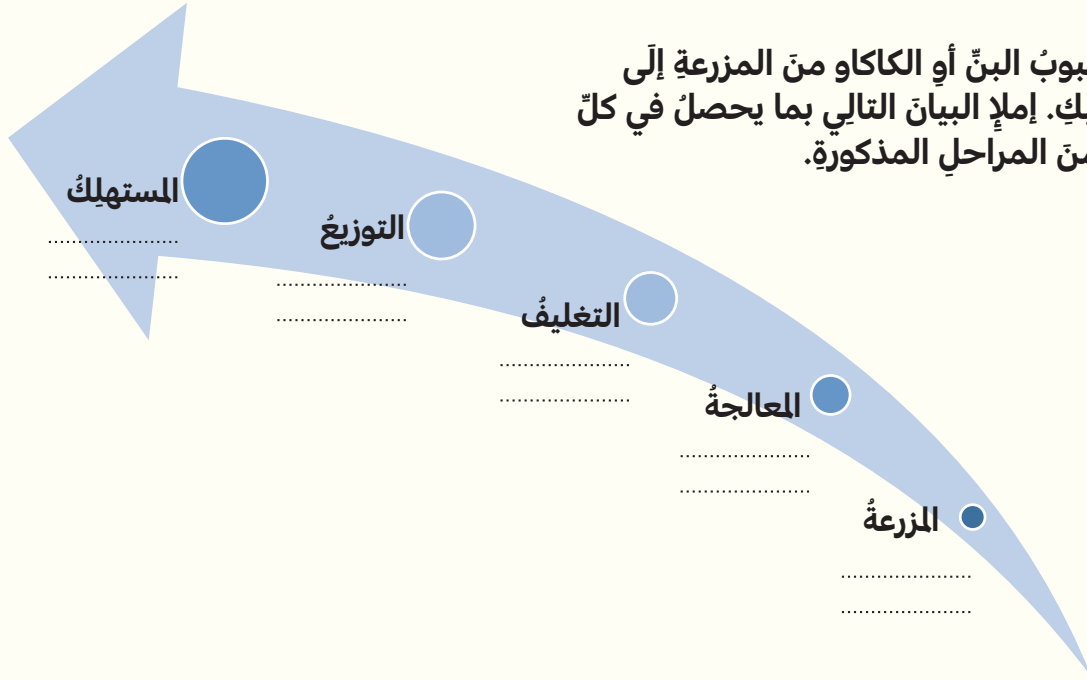 بوبُ البنِّ أوِ الكاكاو منَ المزرعةِ إلَى
كِ. إملإِ البيانَ التالِي بما يحصلُ في كلِّ
منَ المراحلِ المذكورةِ.
المستهلِكُ
التوزيعُ
التغليفُ
المعالجةُ
المزرعةُ